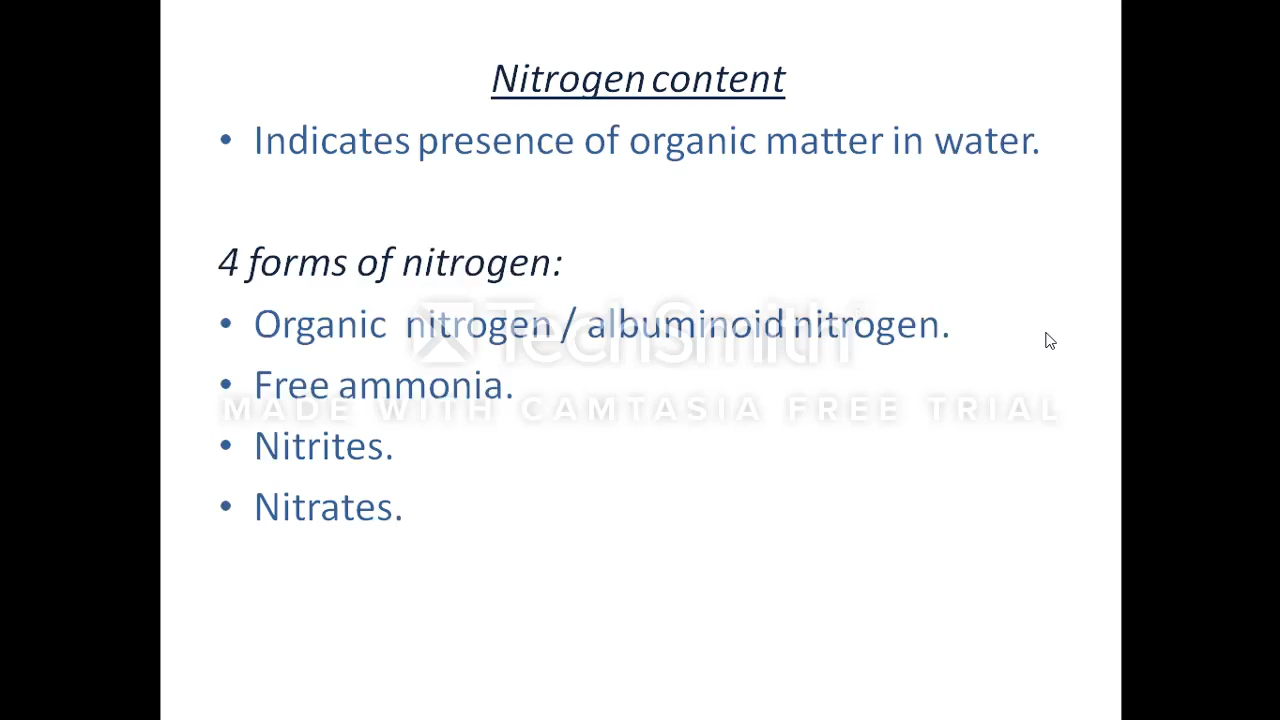 Nitrogen content
• Indicates presence of organic matter in water.
4 forms of nitrogen:
• Organic nitrogen / albuminoid nitrogen.
TechSmith
• Free ammonia.
MADE WITH CAMTASIA FREE TRIAL
• Nitrites.
• Nitrates.